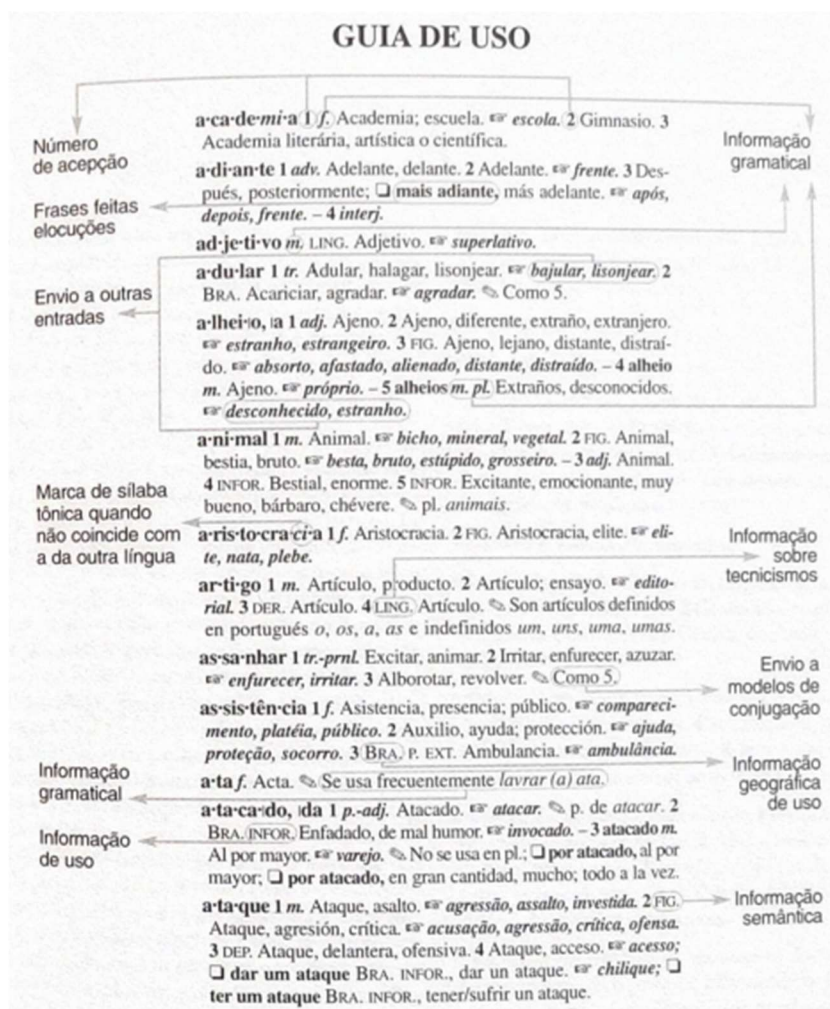 GUIA DE USO
a·ca·de·mi·a 1 f. Academia; escuela. ☞ escola. 2 Gimnasio. 3
Academia literária, artística o científica.
Número
de acepção
Informação
gramatical
a·di·an·te 1 adv. Adelante, delante. 2 Adelante. ☞ frente. 3 Des-
pués, posteriormente; ❏ mais adiante, más adelante. ☞ após,
depois, frente. – 4 interj.
Frases feitas
elocuções
ad·je·ti·vo m. LING. Adjetivo. ☞ superlativo.
a·du·lar 1 tr. Adular, halagar, lisonjear. ☞ bajular, lisonjear. 2
BRA. Acariciar, agradar. ☞ agradar. ✎ Como 5.
Envio a outras
entradas
a·lhei·o, ıa 1 adj. Ajeno. 2 Ajeno, diferente, extraño, extranjero.
☞ estranho, estrangeiro. 3 FIG. Ajeno, lejano, distante, distraí-
do. ☞ absorto, afastado, alienado, distante, distraído. – 4 alheio
m. Ajeno. ☞ próprio. – 5 alheios m. pl. Extraños, desconocidos.
☞ desconhecido, estranho.
a·ni·mal 1 m. Animal. ☞ bicho, mineral, vegetal. 2 FIG. Animal,
bestia, bruto. ☞ besta, bruto, estúpido, grosseiro. – 3 adj. Animal.
4 INFOR. Bestial, enorme. 5 INFOR. Excitante, emocionante, muy
bueno, bárbaro, chévere. ✎ pl. animais.
Marca de sílaba
tônica quando
não coincide com
a da outra língua
a·ris·to·cra·ci·a 1 f. Aristocracia. 2 FIG. Aristocracia, elite. ☞ eli-
te, nata, plebe.
Informação
sobre
tecnicismos
ar·ti·go 1 m. Artículo, producto. 2 Artículo; ensayo. ☞ edito-
rial. 3 DER. Artículo. 4 LING. Artículo. ✎ Son artículos definidos
en portugués o, os, a, as e indefinidos um, uns, uma, umas.
as·sa·nhar 1 tr.-prnl. Excitar, animar. 2 Irritar, enfurecer, azuzar.
☞ enfurecer, irritar. 3 Alborotar, revolver. ✎ Como 5.
Envio a
modelos de
conjugação
as·sis·tên·cia 1 f. Asistencia, presencia; público. ☞ compareci-
mento, platéia, público. 2 Auxilio, ayuda; protección. ☞ ajuda,
proteção, socorro. 3 BRA. P. EXT. Ambulancia. ☞ ambulância.
Informação
geográfica
de uso
Informação
gramatical
a·ta f. Acta. ✎ Se usa frecuentemente lavrar (a) ata.
a·ta·ca·do, ıda 1 p.-adj. Atacado. ☞ atacar. ✎ p. de atacar. 2
BRA. INFOR. Enfadado, de mal humor. ☞ invocado. – 3 atacado m.
Al por mayor. ☞ varejo. ✎ No se usa en pl.; ❏ por atacado, al por
mayor; ❏ por atacado, en gran cantidad, mucho; todo a la vez.
Informação
de uso
a·ta·que 1 m. Ataque, asalto. ☞ agressão, assalto, investida. 2 FIG.
Ataque, agresión, crítica. ☞ acusação, agressão, crítica, ofensa.
3 DEP. Ataque, delantera, ofensiva. 4 Ataque, acceso. ☞ acesso;
❏ dar um ataque BRA. INFOR., dar un ataque. ☞ chilique; ❏
ter um ataque BRA. INFOR., tener/sufrir un ataque.
Informação
semântica